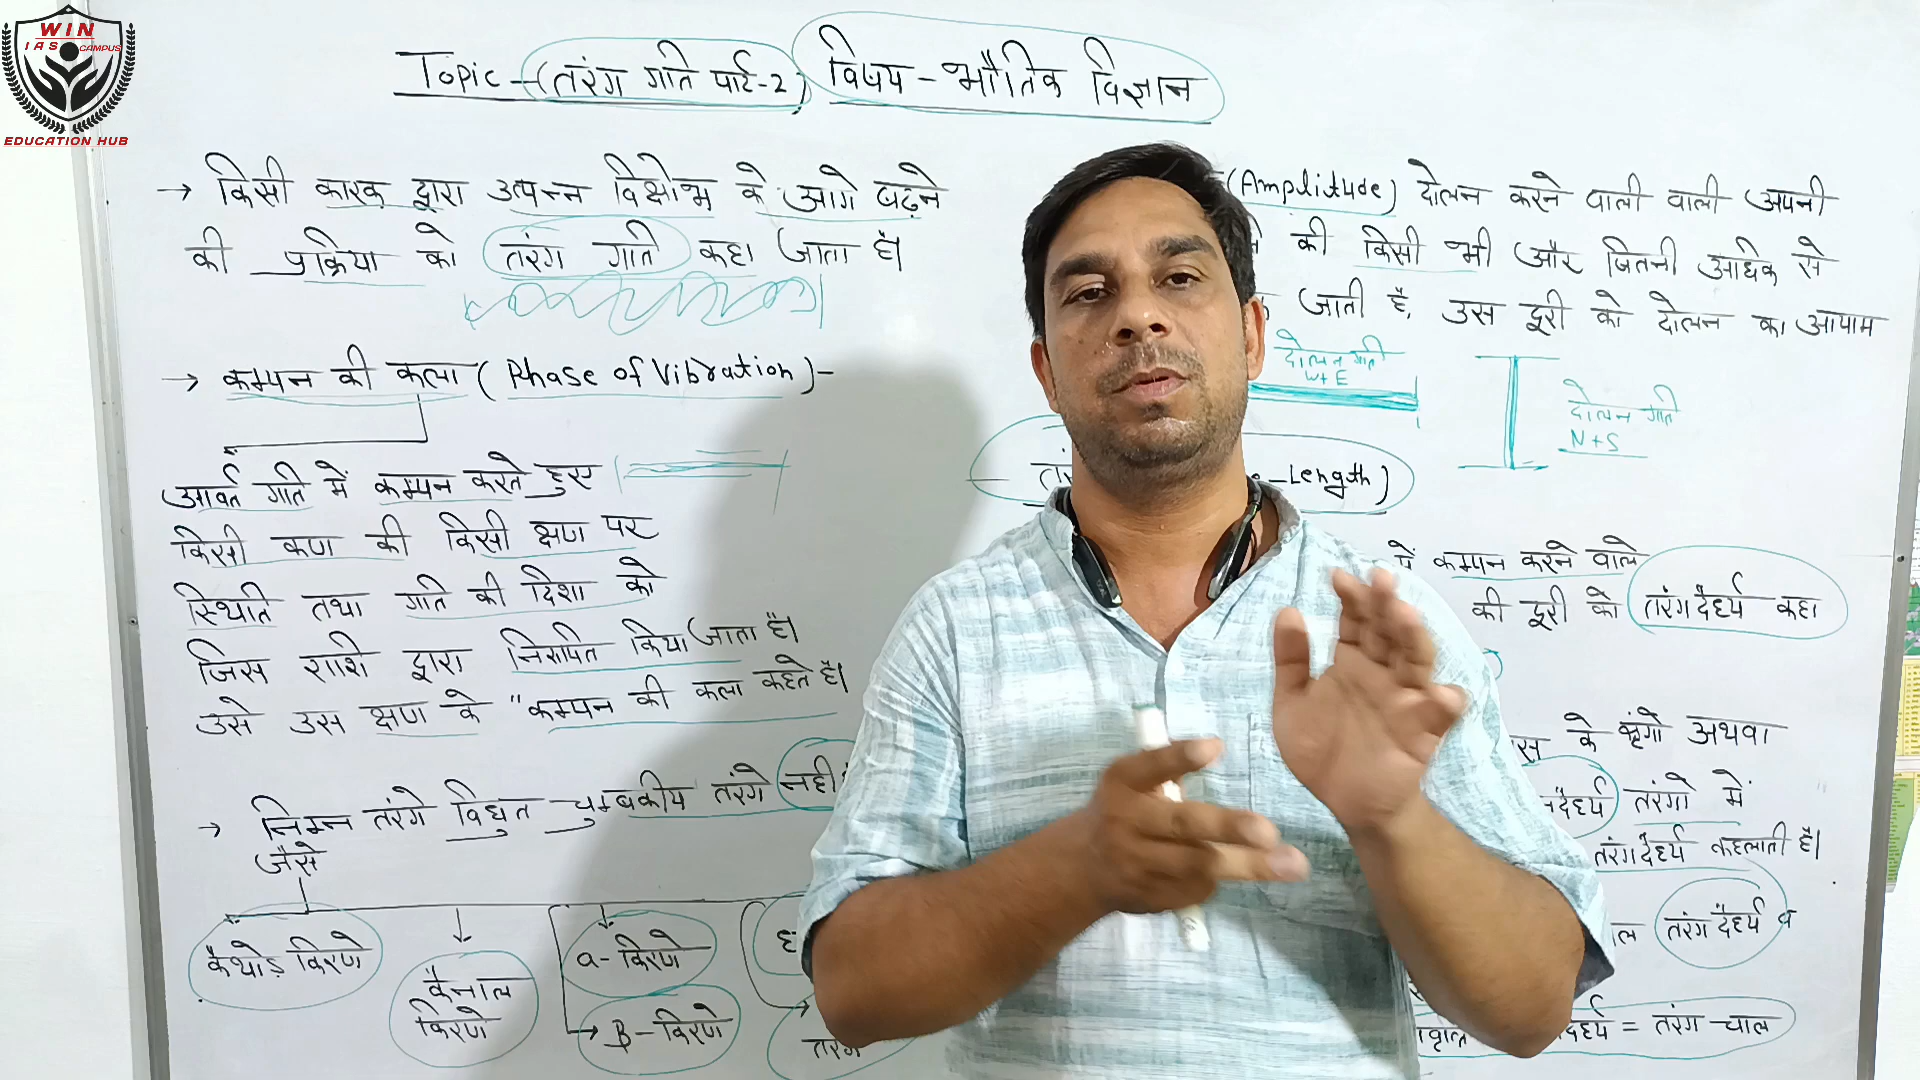 WIN
IAS CAMPUS
EDUCATION HUB
Topic - (तरंग गति पार्ट-2) विषय - भौतिक विज्ञान
→ किसी कारक द्वारा उत्पन्न विक्षोभ के आगे बढ़ने
की प्रक्रिया को तरंग गति कहा जाता है।
→ कम्पन की कला (Phase of Vibration) -
आवर्त गति में कम्पन करते हुए
किसी कण की किसी क्षण पर
स्थिति तथा गति की दिशा को
जिस राशि द्वारा निरूपित किया जाता है।
उसे उस क्षण के "कम्पन की कला कहते हैं।
→ निम्न तरंगे विद्युत चुम्बकीय तरंगे नही
जैसे
कैथोड किरणे
कैनाल
किरणे
a-किरणे
B-किरणे
तरंग
(Amplitude) दोलन करने वाली वाली अपनी
की किसी भी और जितनी अधिक से
जाती है, उस दूरी को दोलन का आयाम
दोलन गति
W+E
दोलन गति
N+S
Length)
में कम्पन करने वाले
की दूरी को तरंगदैर्ध्य कहा
के श्रृंगो अथवा
तरंगो में
तरंगदैर्ध्य कहलाती है।
तरंगदैर्ध्य व
= तरंग-चाल